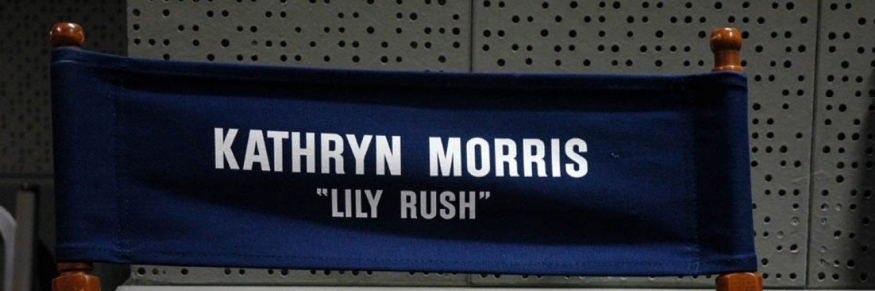 KATHRYN MORRIS
"LILY RUSH"